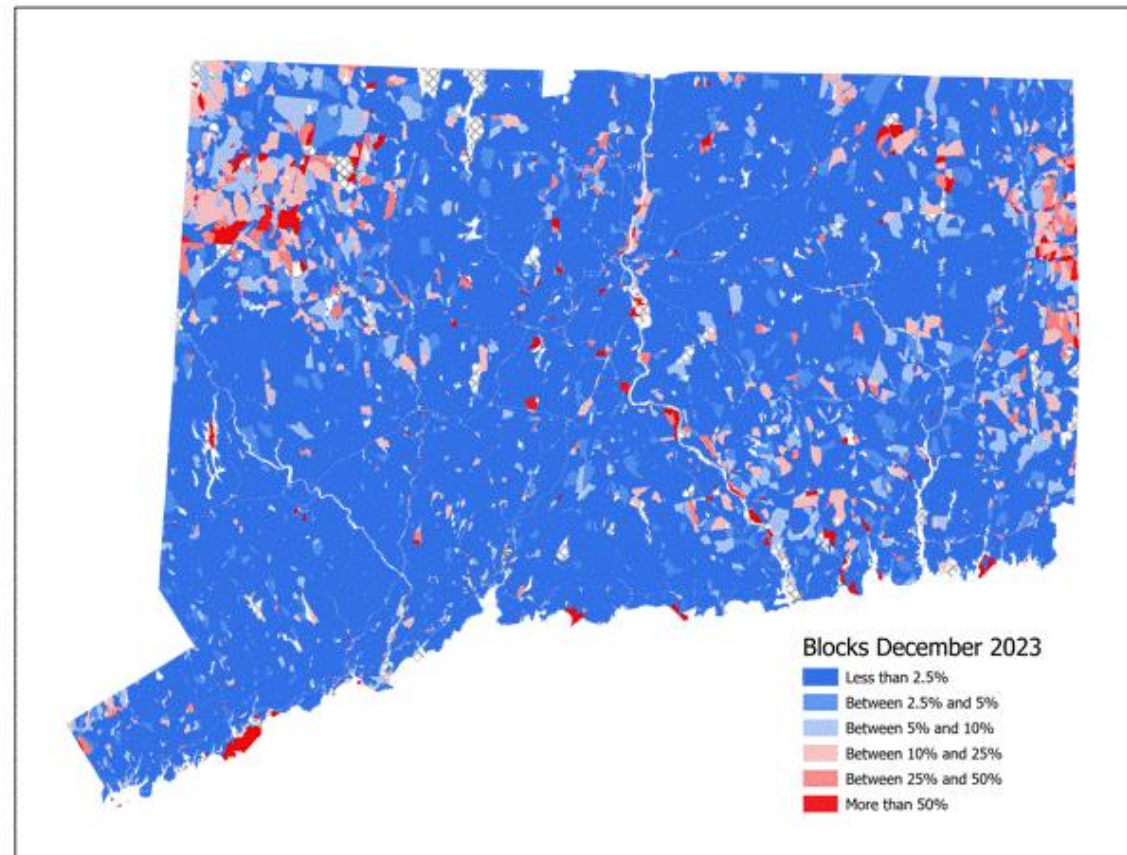 Blocks December 2023
Less than 2.5%
Between 2.5% and 5%
Between 5% and 10%
Between 10% and 25%
Between 25% and 50%
More than 50%